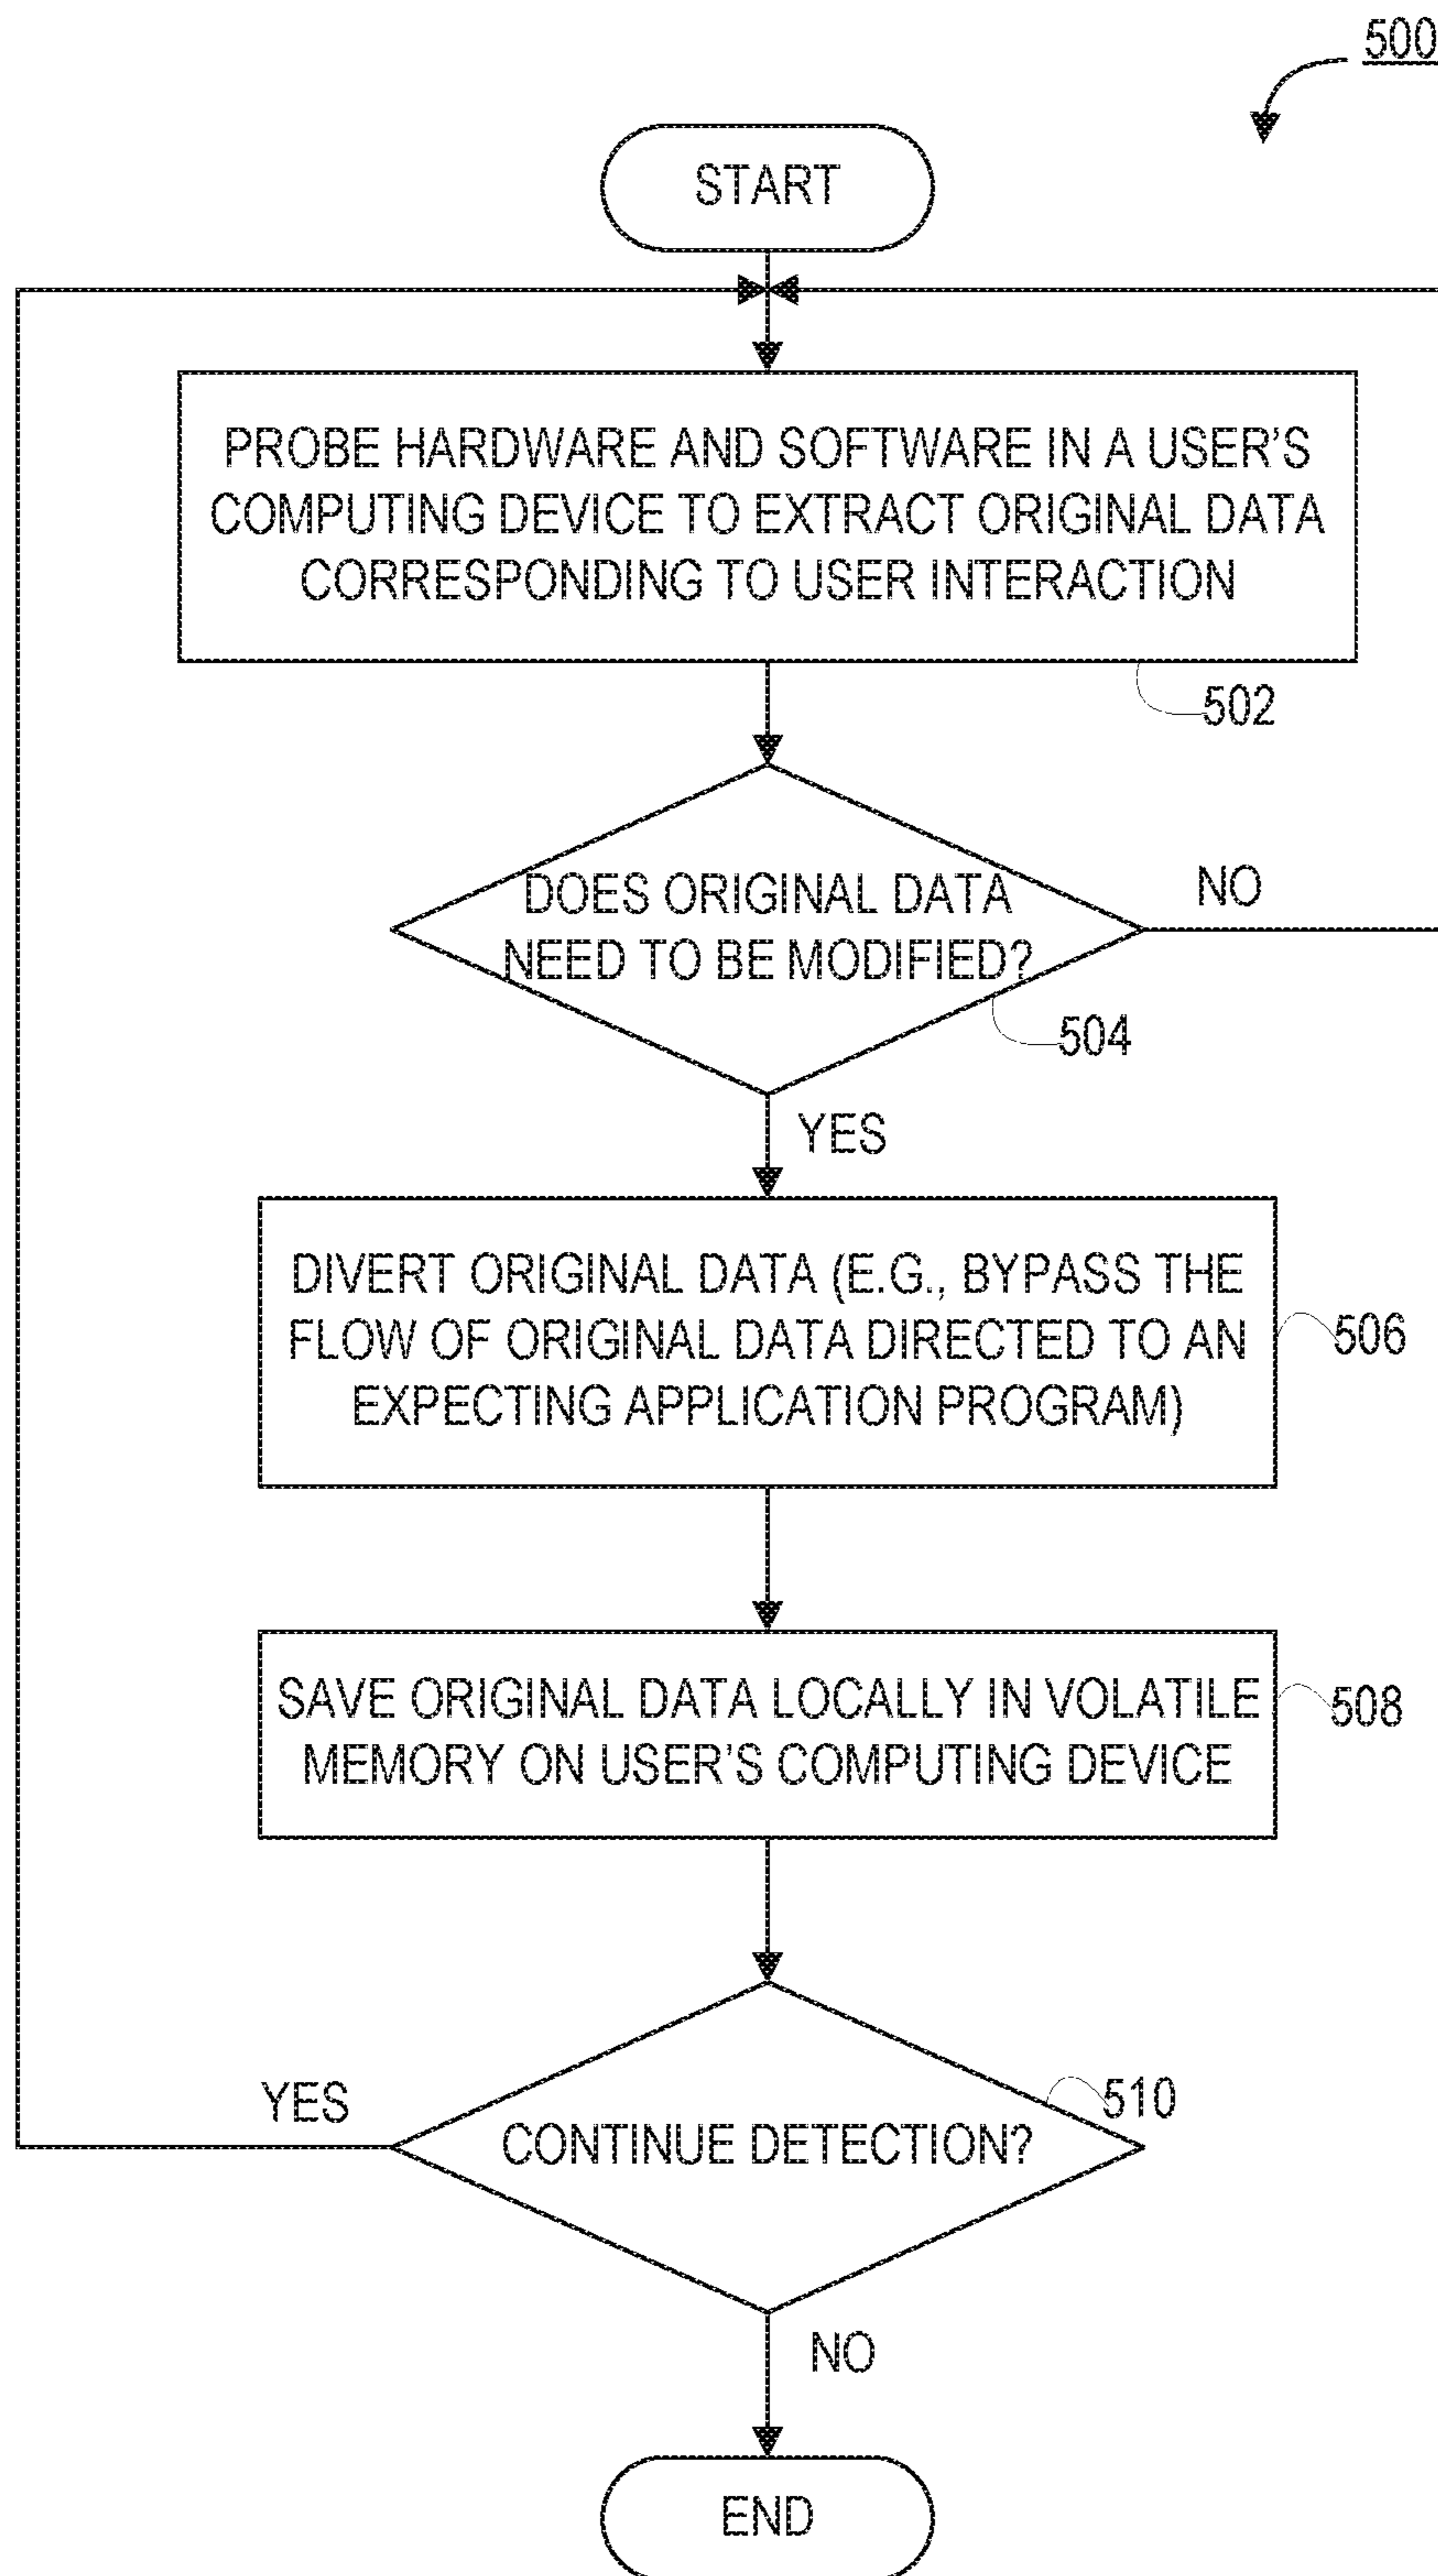 500
START
PROBE HARDWARE AND SOFTWARE IN A USER'S
COMPUTING DEVICE TO EXTRACT ORIGINAL DATA
CORRESPONDING TO USER INTERACTION
502
DOES ORIGINAL DATA
NEED TO BE MODIFIED?
NO
504
YES
DIVERT ORIGINAL DATA (E.G., BYPASS THE
FLOW OF ORIGINAL DATA DIRECTED TO AN
EXPECTING APPLICATION PROGRAM)
506
SAVE ORIGINAL DATA LOCALLY IN VOLATILE
MEMORY ON USER'S COMPUTING DEVICE
508
YES
CONTINUE DETECTION?
510
NO
END